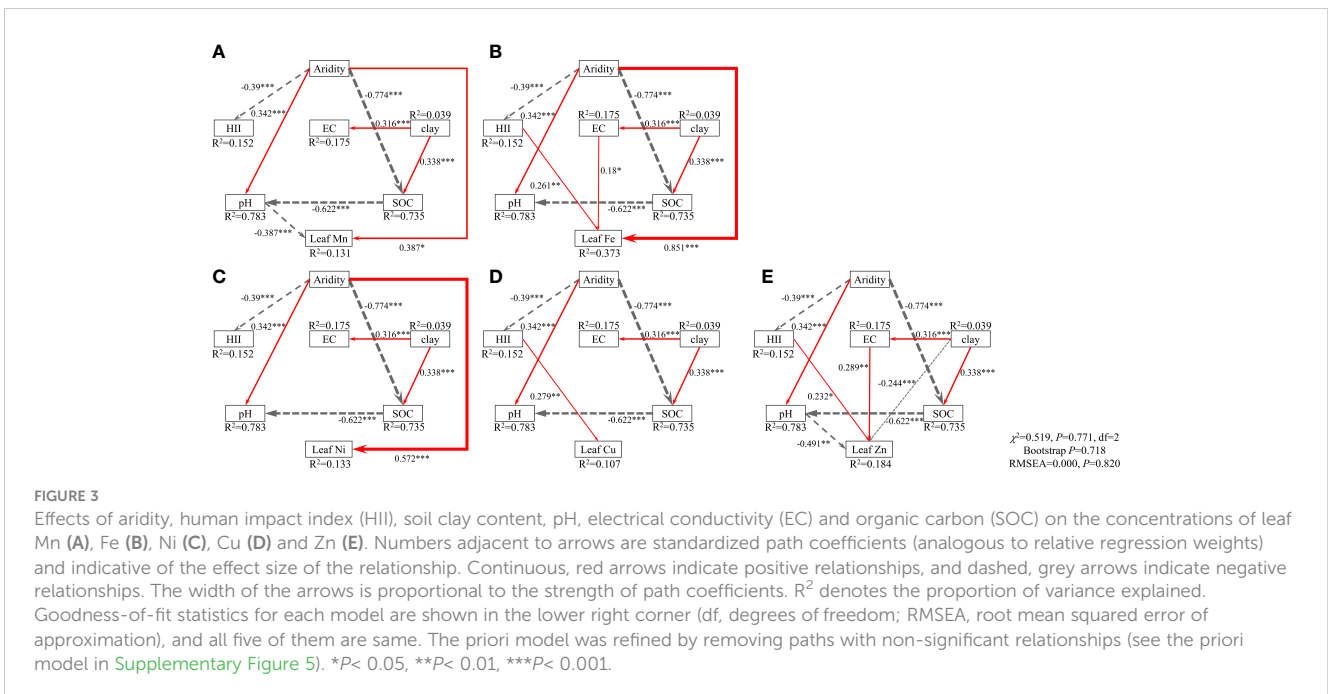 A
Aridity
-0.39***
-0.774***
0.342***
HII
R²=0.152
R²=0.175
EC
0.316***
R²=0.039
clay
0.338***
pH
R²=0.783
-0.622***
SOC
R²=0.735
-0.387***
Leaf Mn
R²=0.131
0.387*
B
Aridity
-0.39***
-0.774***
0.342***
HII
R²=0.152
R²=0.175
EC
0.316***
R²=0.039
clay
0.338***
0.18*
0.261**
pH
R²=0.783
-0.622***
SOC
R²=0.735
Leaf Fe
R²=0.373
0.851***
C
Aridity
-0.39***
-0.774***
0.342***
HII
R²=0.152
R²=0.175
EC
0.316***
R²=0.039
clay
0.338***
pH
R²=0.783
-0.622***
SOC
R²=0.735
Leaf Ni
R²=0.133
0.572***
D
Aridity
-0.39***
-0.774***
0.342***
HII
R²=0.152
R²=0.175
EC
0.316***
R²=0.039
clay
0.338***
0.279**
pH
R²=0.783
-0.622***
SOC
R²=0.735
Leaf Cu
R²=0.107
E
Aridity
-0.39***
-0.774***
0.342***
HII
R²=0.152
R²=0.175
EC
0.316***
R²=0.039
clay
0.338***
0.289**
-0.244***
0.232*
pH
R²=0.783
-0.622***
SOC
R²=0.735
-0.491**
Leaf Zn
R²=0.184
χ²=0.519, P=0.771, df=2
Bootstrap P=0.718
RMSEA=0.000, P=0.820
FIGURE 3
Effects of aridity, human impact index (HII), soil clay content, pH, electrical conductivity (EC) and organic carbon (SOC) on the concentrations of leaf
Mn (A), Fe (B), Ni (C), Cu (D) and Zn (E). Numbers adjacent to arrows are standardized path coefficients (analogous to relative regression weights)
and indicative of the effect size of the relationship. Continuous, red arrows indicate positive relationships, and dashed, grey arrows indicate negative
relationships. The width of the arrows is proportional to the strength of path coefficients. R² denotes the proportion of variance explained.
Goodness-of-fit statistics for each model are shown in the lower right corner (df, degrees of freedom; RMSEA, root mean squared error of
approximation), and all five of them are same. The priori model was refined by removing paths with non-significant relationships (see the priori
model in Supplementary Figure 5). *P< 0.05, **P< 0.01, ***P< 0.001.